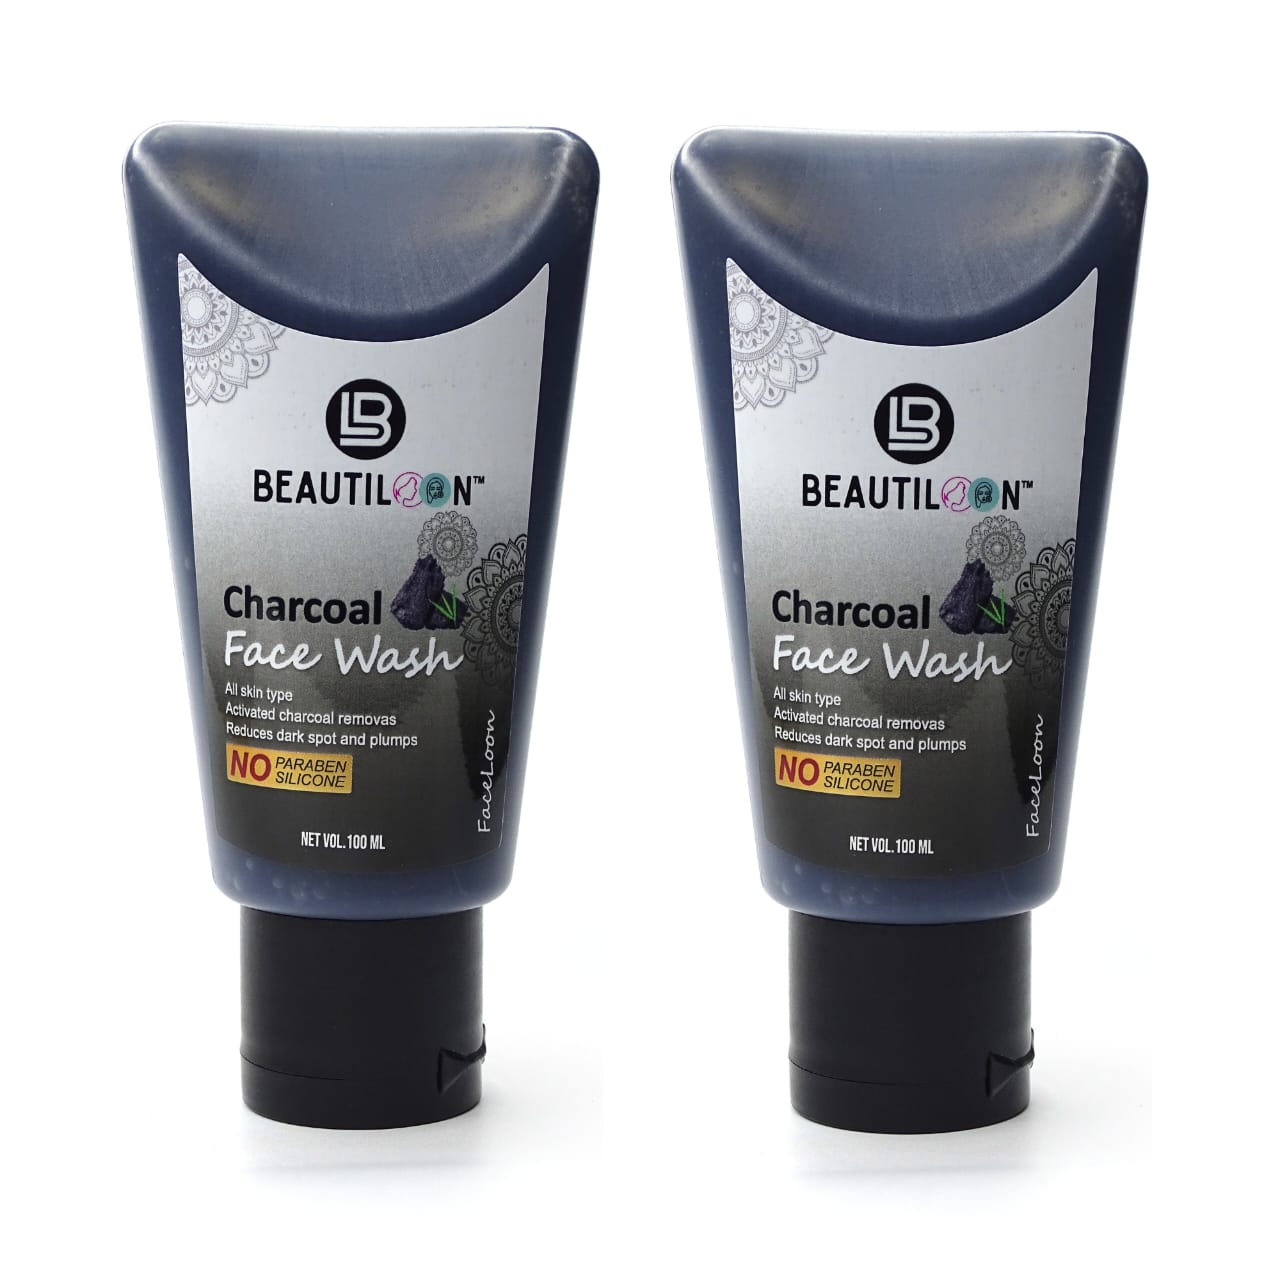 LB
BEAUTILOON™
Charcoal
Face Wash
All skin type
Activated charcoal removas
Reduces dark spot and plumps
NO PARABEN
SILICONE
FaceLoon
NET VOL.100 ML
LB
BEAUTILOON™
Charcoal
Face Wash
All skin type
Activated charcoal removas
Reduces dark spot and plumps
NO PARABEN
SILICONE
FaceLoon
NET VOL.100 ML